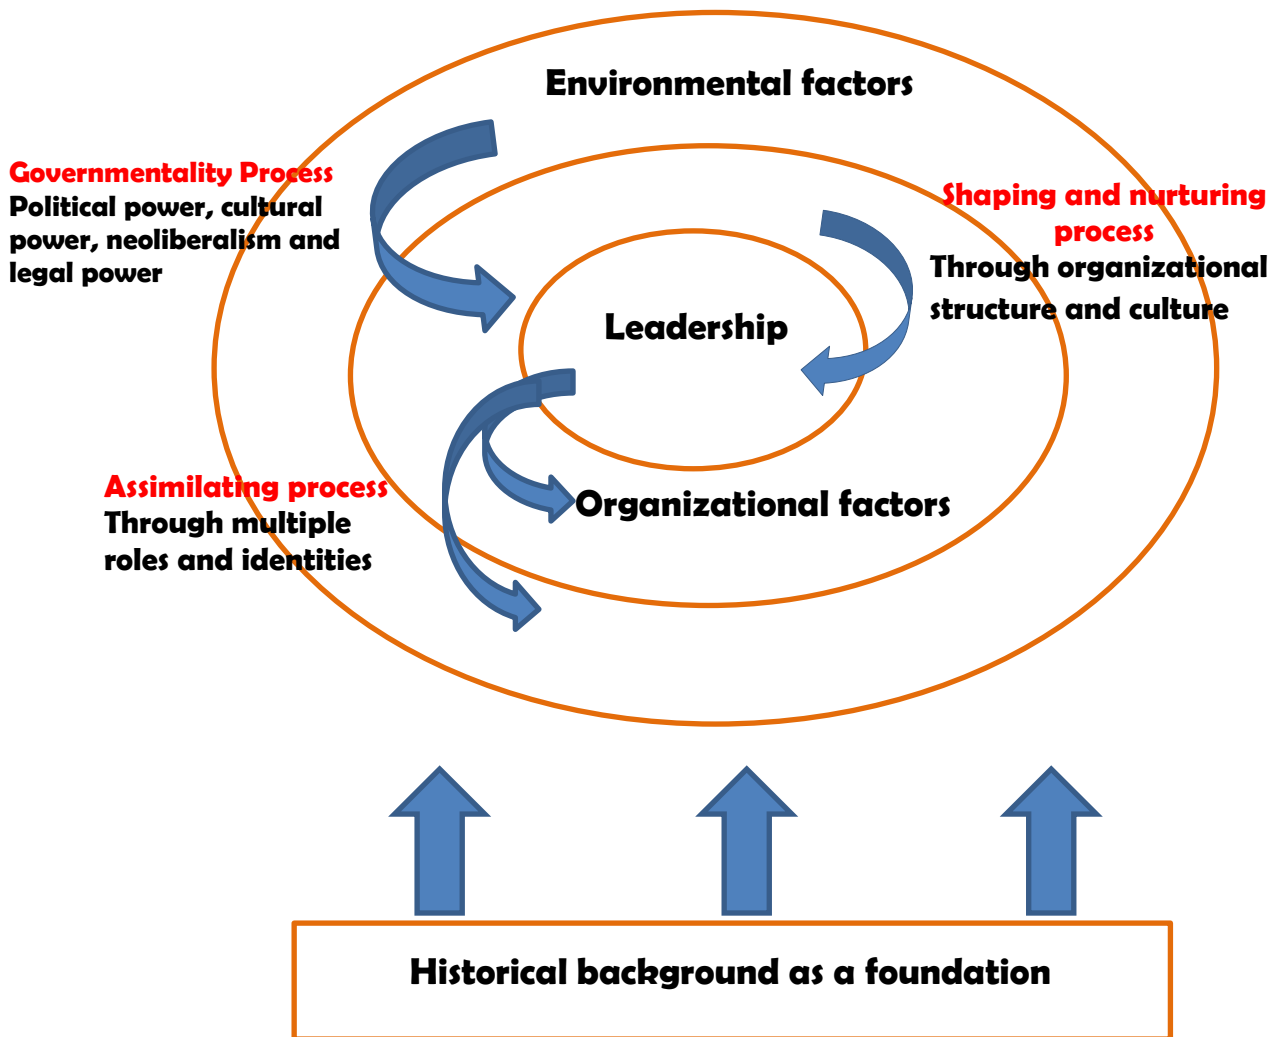 Environmental factors
Governmentality Process
Political power, cultural
power, neoliberalism and
legal power
Shaping and nurturing
process
Through organizational
structure and culture
Leadership
Assimilating process
Through multiple
roles and identities
Organizational factors
Historical background as a foundation